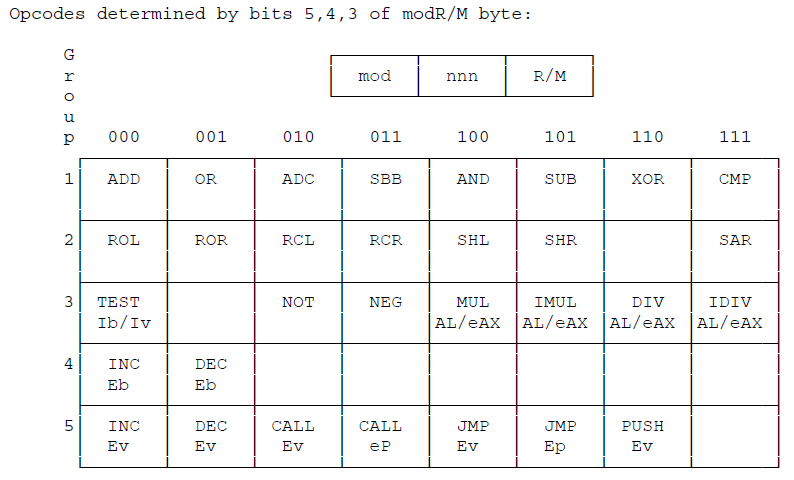 Opcodes determined by bits 5,4,3 of modR/M byte:
G
r mod nnn R/M
o
u
p 000 001 010 011 100 101 110 111
1 ADD OR ADC SBB AND SUB XOR CMP
2 ROL ROR RCL RCR SHL SHR SAR
3 TEST NOT NEG MUL IMUL DIV IDIV
Ib/Iv AL/eAX AL/eAX AL/eAX AL/eAX
4 INC DEC
Eb Eb
5 INC DEC CALL CALL JMP JMP PUSH
Ev Ev Ev eP Ev Ep Ev